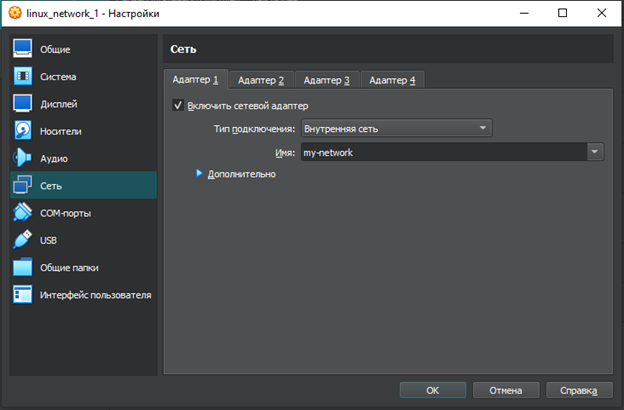 linux_network_1 - Настройки
Общие
Система
Дисплей
Носители
Аудио
Сеть
COM-порты
USB
Общие папки
Интерфейс пользователя
Сеть
Адаптер 1 Адаптер 2 Адаптер 3 Адаптер 4
Включить сетевой адаптер
Тип подключения: Внутренняя сеть
Имя: my-network
Дополнительно
OK Отмена Справка